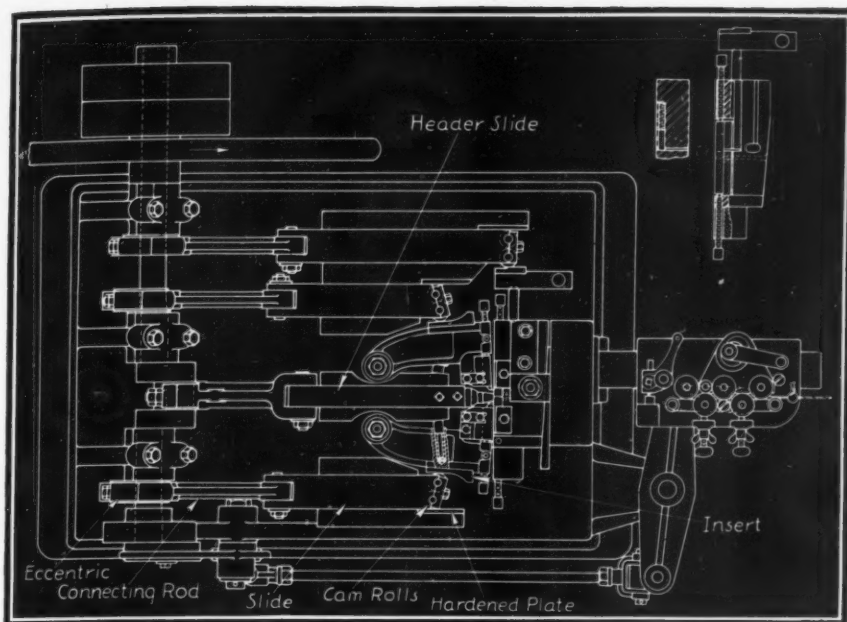 Header Slide
Insert
Eccentric
Connecting Rod
Slide
Cam Rolls
Hardened Plate